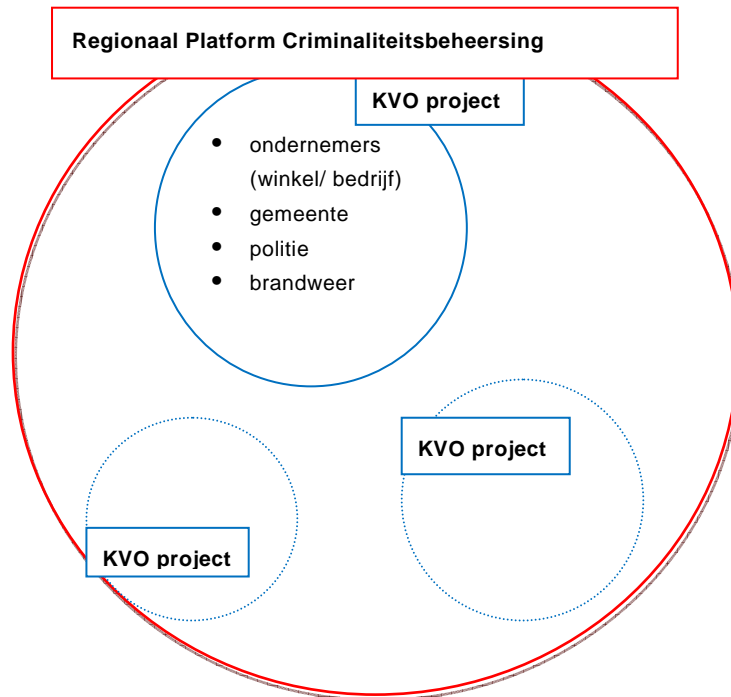 Regionaal Platform Criminaliteitsbeheersing
KVO project
• ondernemers
(winkel/ bedrijf)
• gemeente
• politie
• brandweer
KVO project
KVO project